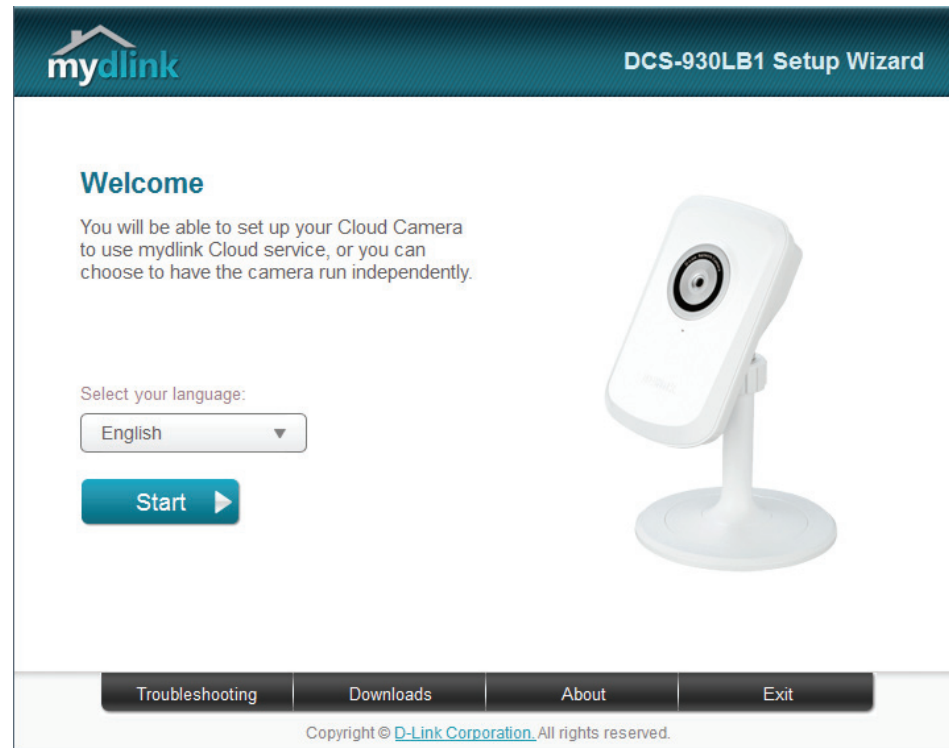 mydlink
DCS-930LB1 Setup Wizard
Welcome
You will be able to set up your Cloud Camera
to use mydlink Cloud service, or you can
choose to have the camera run independently.
Select your language:
English
Start
Troubleshooting Downloads About Exit
Copyright © D-Link Corporation. All rights reserved.